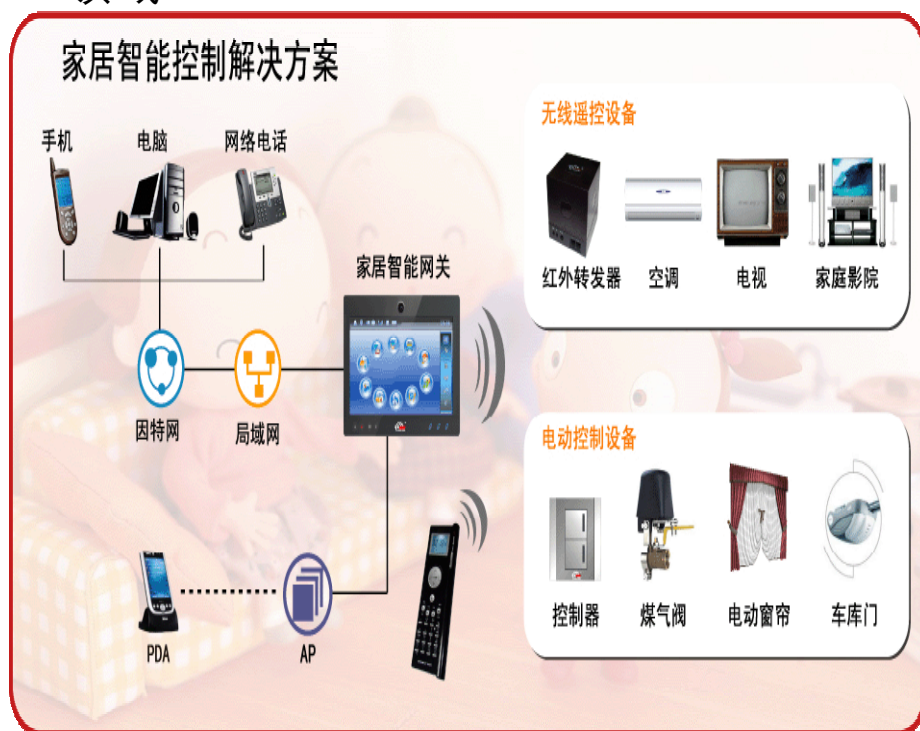 家居智能控制解决方案
手机
电脑
网络电话
家居智能网关
因特网
局域网
PDA
AP
无线遥控设备
红外转发器
空调
电视
家庭影院
电动控制设备
控制器
煤气阀
电动窗帘
车库门